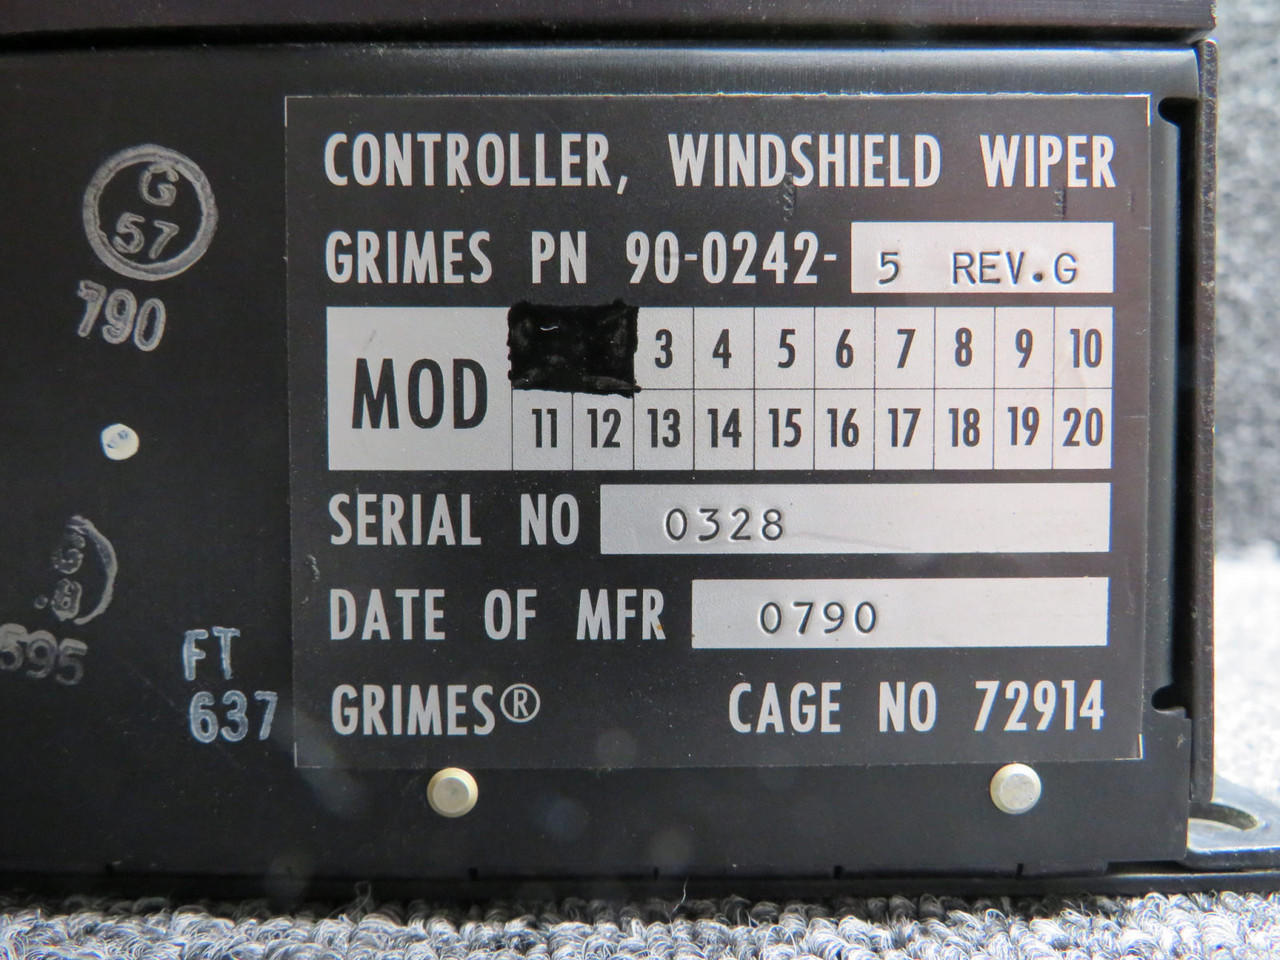 CONTROLLER, WINDSHIELD WIPER
GRIMES PN 90-0242- 5 REV.G
MOD 3 4 5 6 7 8 9 10
11 12 13 14 15 16 17 18 19 20
SERIAL NO 0328
DATE OF MFR 0790
GRIMES® CAGE NO 72914
G
57
790
595
FT
637